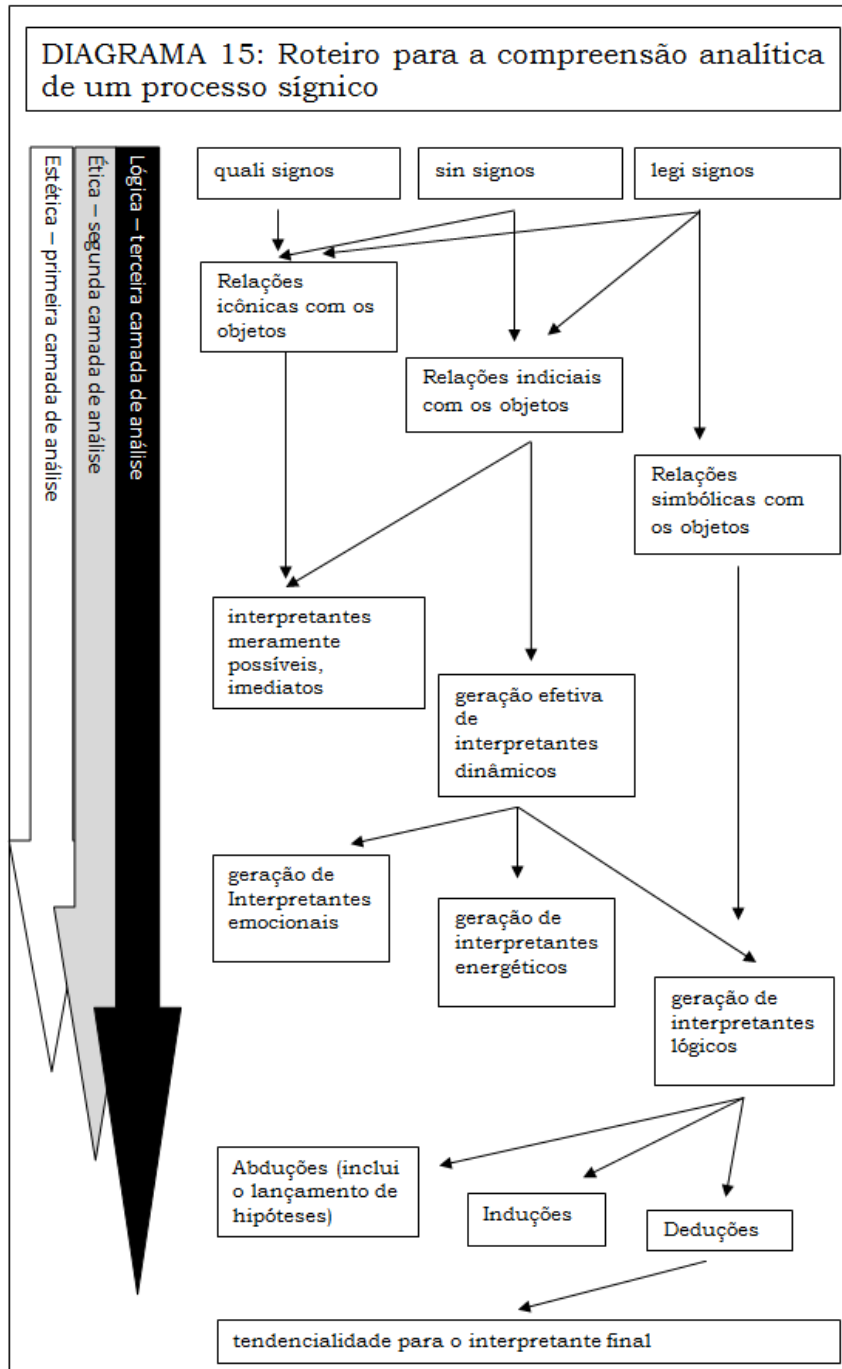 DIAGRAMA 15: Roteiro para a compreensão analítica
de um processo sígnico
Estética – primeira camada de análise
Ética – segunda camada de análise
Lógica – terceira camada de análise
quali signos
sin signos
legi signos
Relações
icônicas com os
objetos
Relações indiciais
com os objetos
Relações
simbólicas com
os objetos
interpretantes
meramente
possíveis,
imediatos
geração efetiva
de
interpretantes
dinâmicos
geração de
Interpretantes
emocionais
geração de
interpretantes
energéticos
geração de
interpretantes
lógicos
Abduções (inclui
o lançamento de
hipóteses)
Induções
Deduções
tendencialidade para o interpretante final